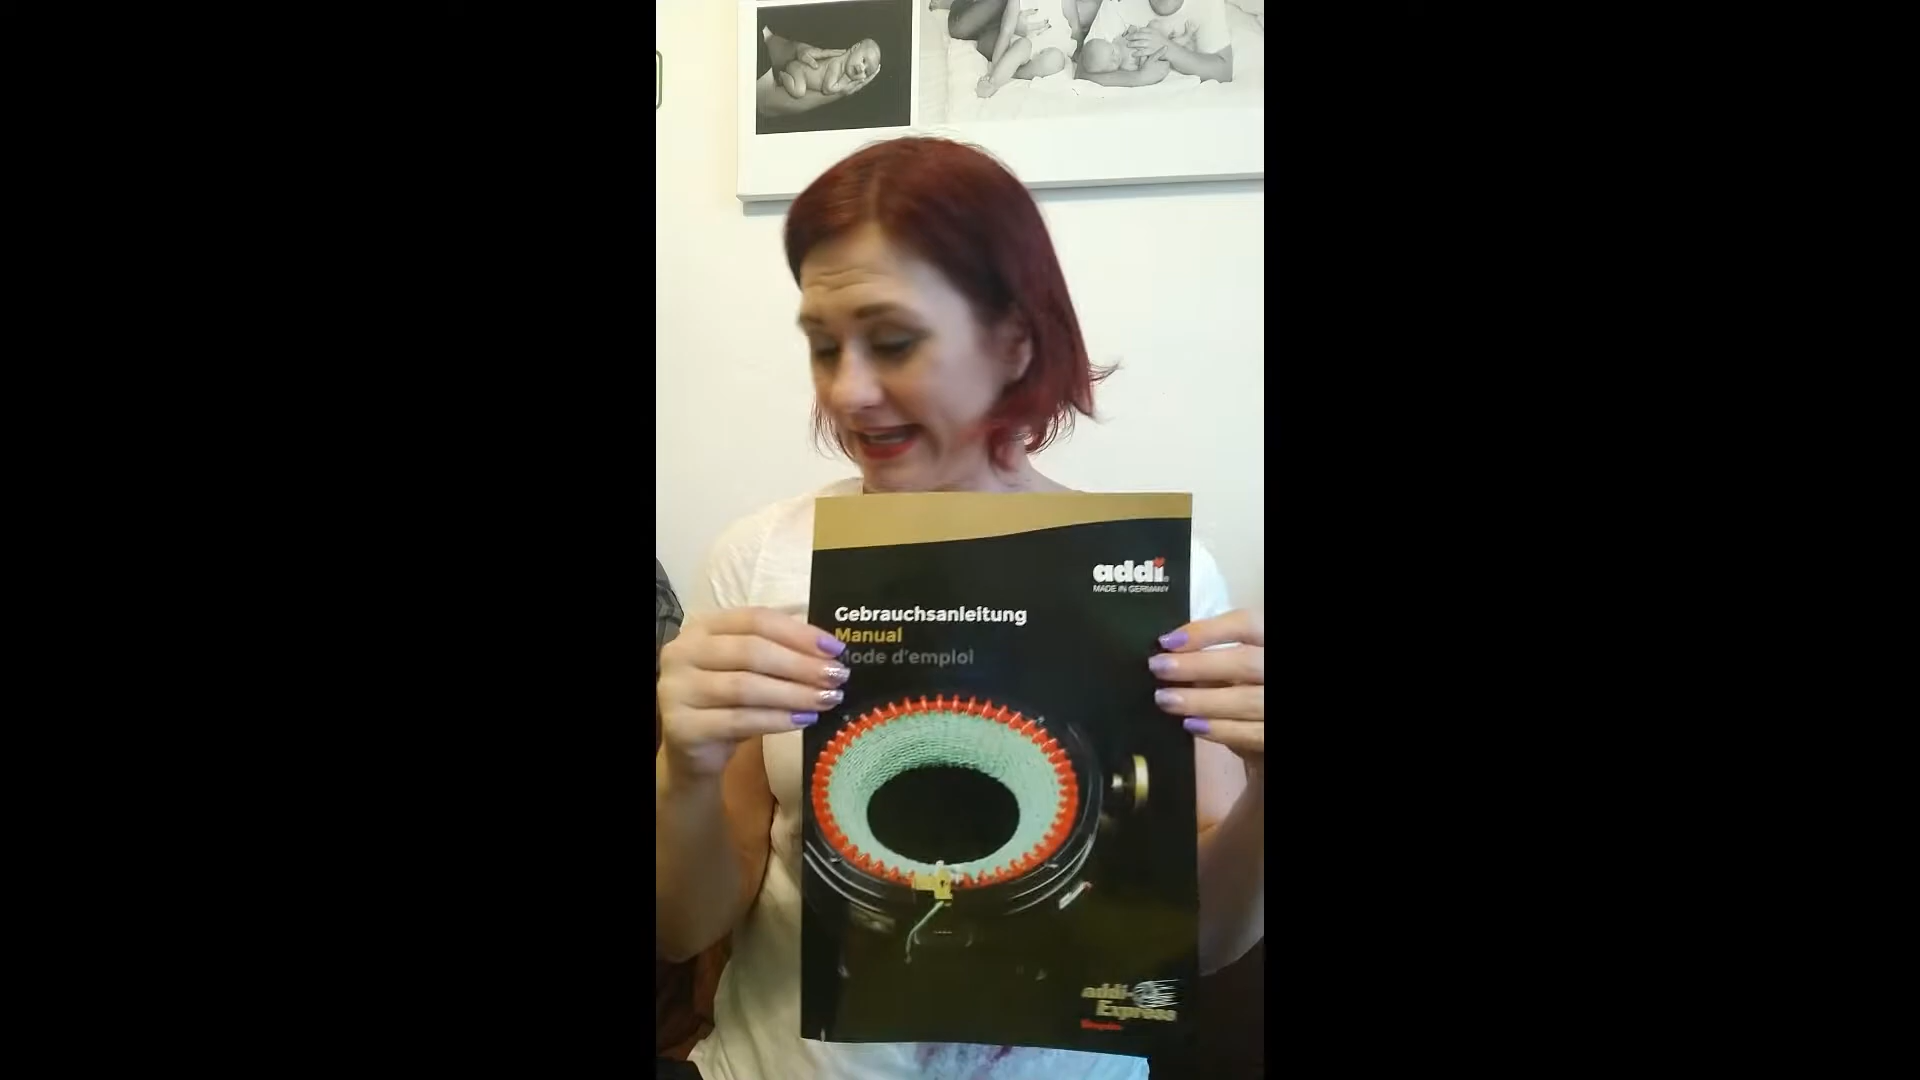 addi
MADE IN GERMANY
Gebrauchsanleitung
Manual
Mode d'emploi
addi-
Express